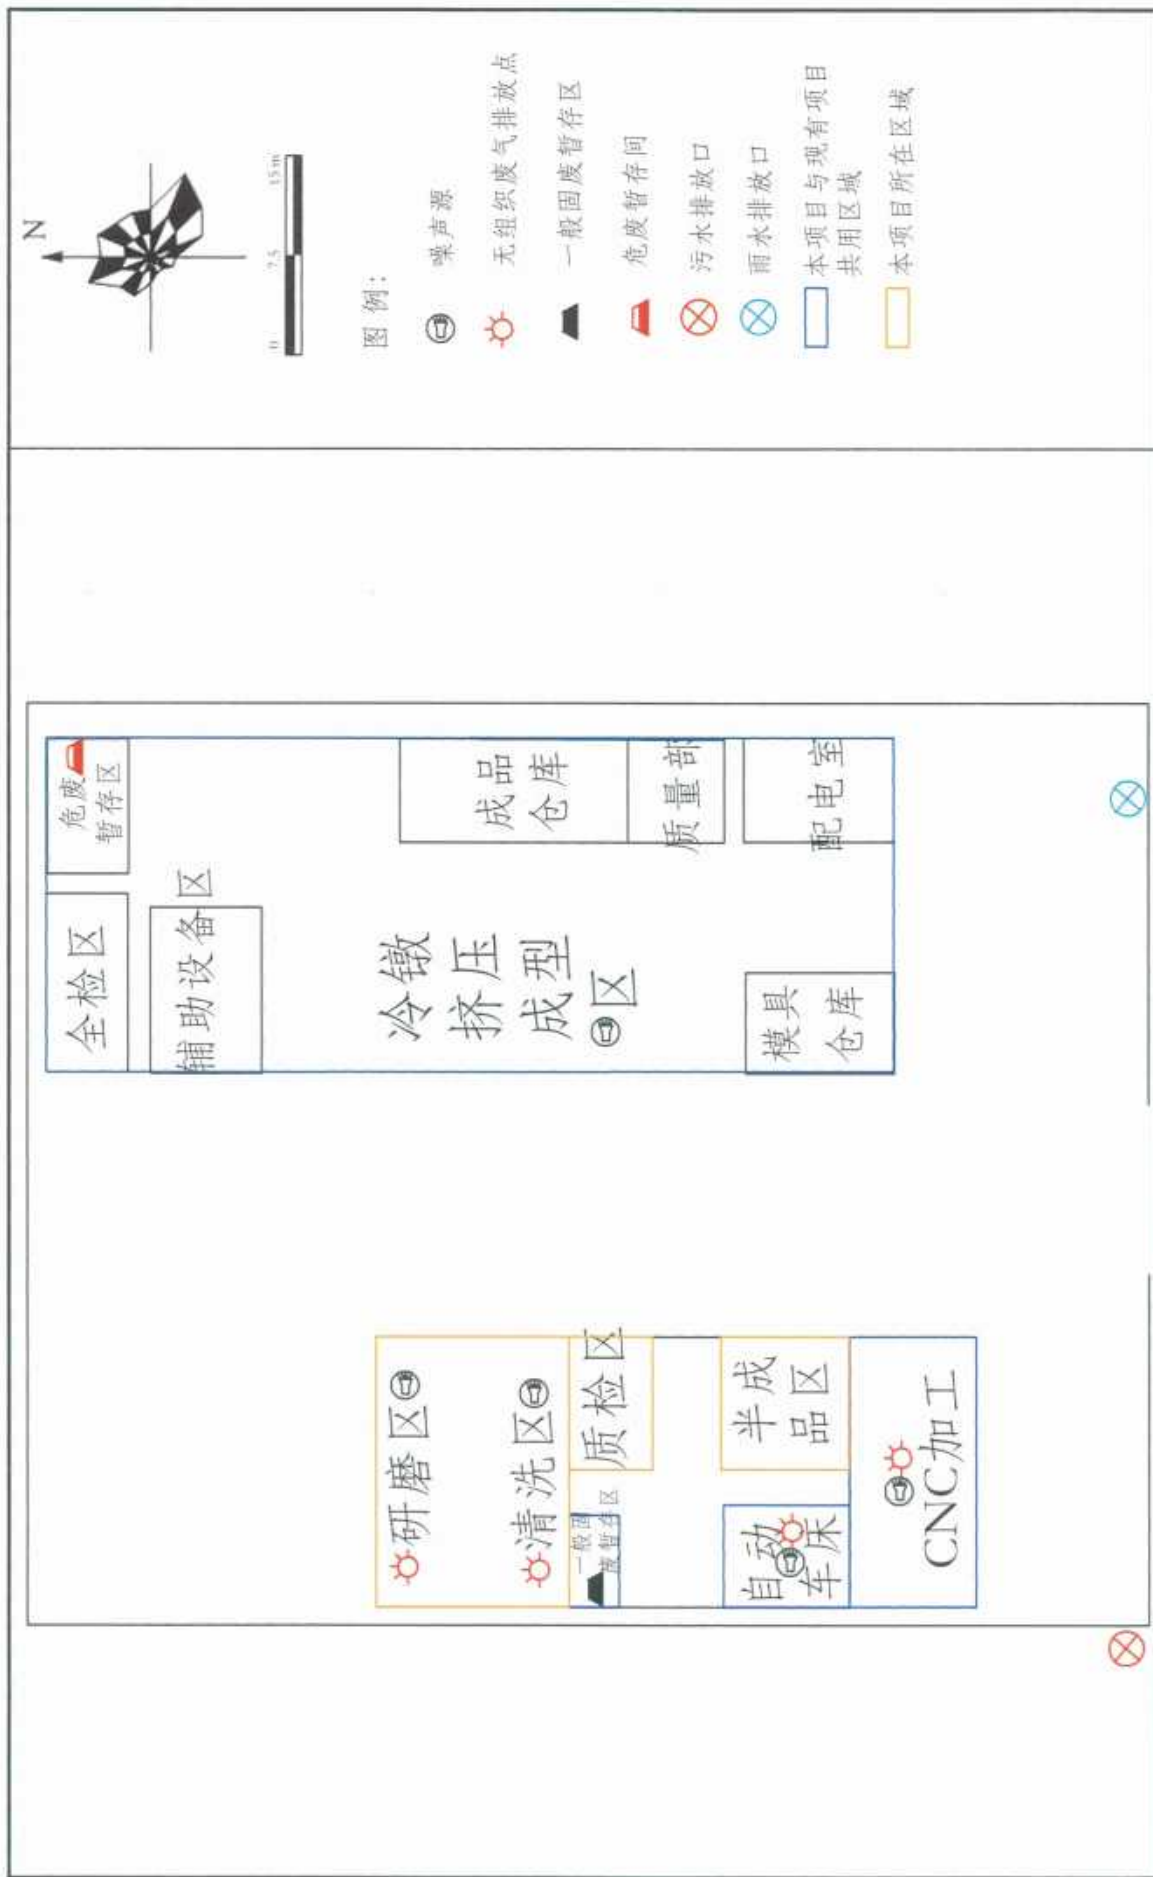 N
0 7.5 15m
图例：
噪声源
无组织废气排放点
一般固废暂存区
危废暂存间
污水排放口
雨水排放口
本项目与现有项目
共用区域
本项目所在区域
全检区
危废
暂存区
辅助设备区
冷镦
挤压
成型
区
成品
仓库
质量部
配电室
模具
仓库
研磨区
清洗区
一般固
废暂存区
质检区
自动
车床
半成
品区
CNC加工